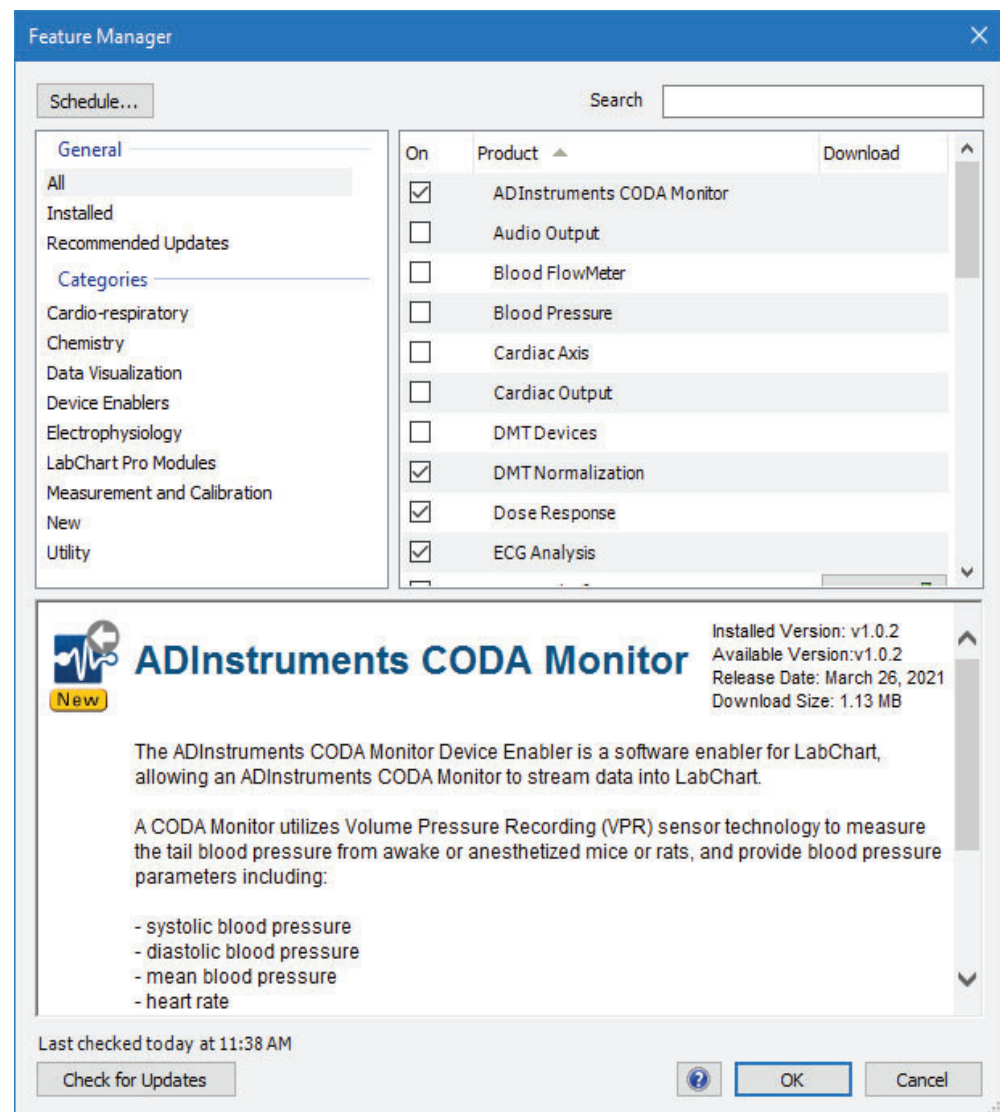 Feature Manager
Schedule...
Search
General
All
Installed
Recommended Updates
Categories
Cardio-respiratory
Chemistry
Data Visualization
Device Enablers
Electrophysiology
LabChart Pro Modules
Measurement and Calibration
New
Utility
On Product Download
ADInstruments CODA Monitor
Audio Output
Blood FlowMeter
Blood Pressure
Cardiac Axis
Cardiac Output
DMT Devices
DMT Normalization
Dose Response
ECG Analysis
New
ADInstruments CODA Monitor
Installed Version: v1.0.2
Available Version:v1.0.2
Release Date: March 26, 2021
Download Size: 1.13 MB
The ADInstruments CODA Monitor Device Enabler is a software enabler for LabChart,
allowing an ADInstruments CODA Monitor to stream data into LabChart.
A CODA Monitor utilizes Volume Pressure Recording (VPR) sensor technology to measure
the tail blood pressure from awake or anesthetized mice or rats, and provide blood pressure
parameters including:
- systolic blood pressure
- diastolic blood pressure
- mean blood pressure
- heart rate
Last checked today at 11:38 AM
Check for Updates
?
OK
Cancel